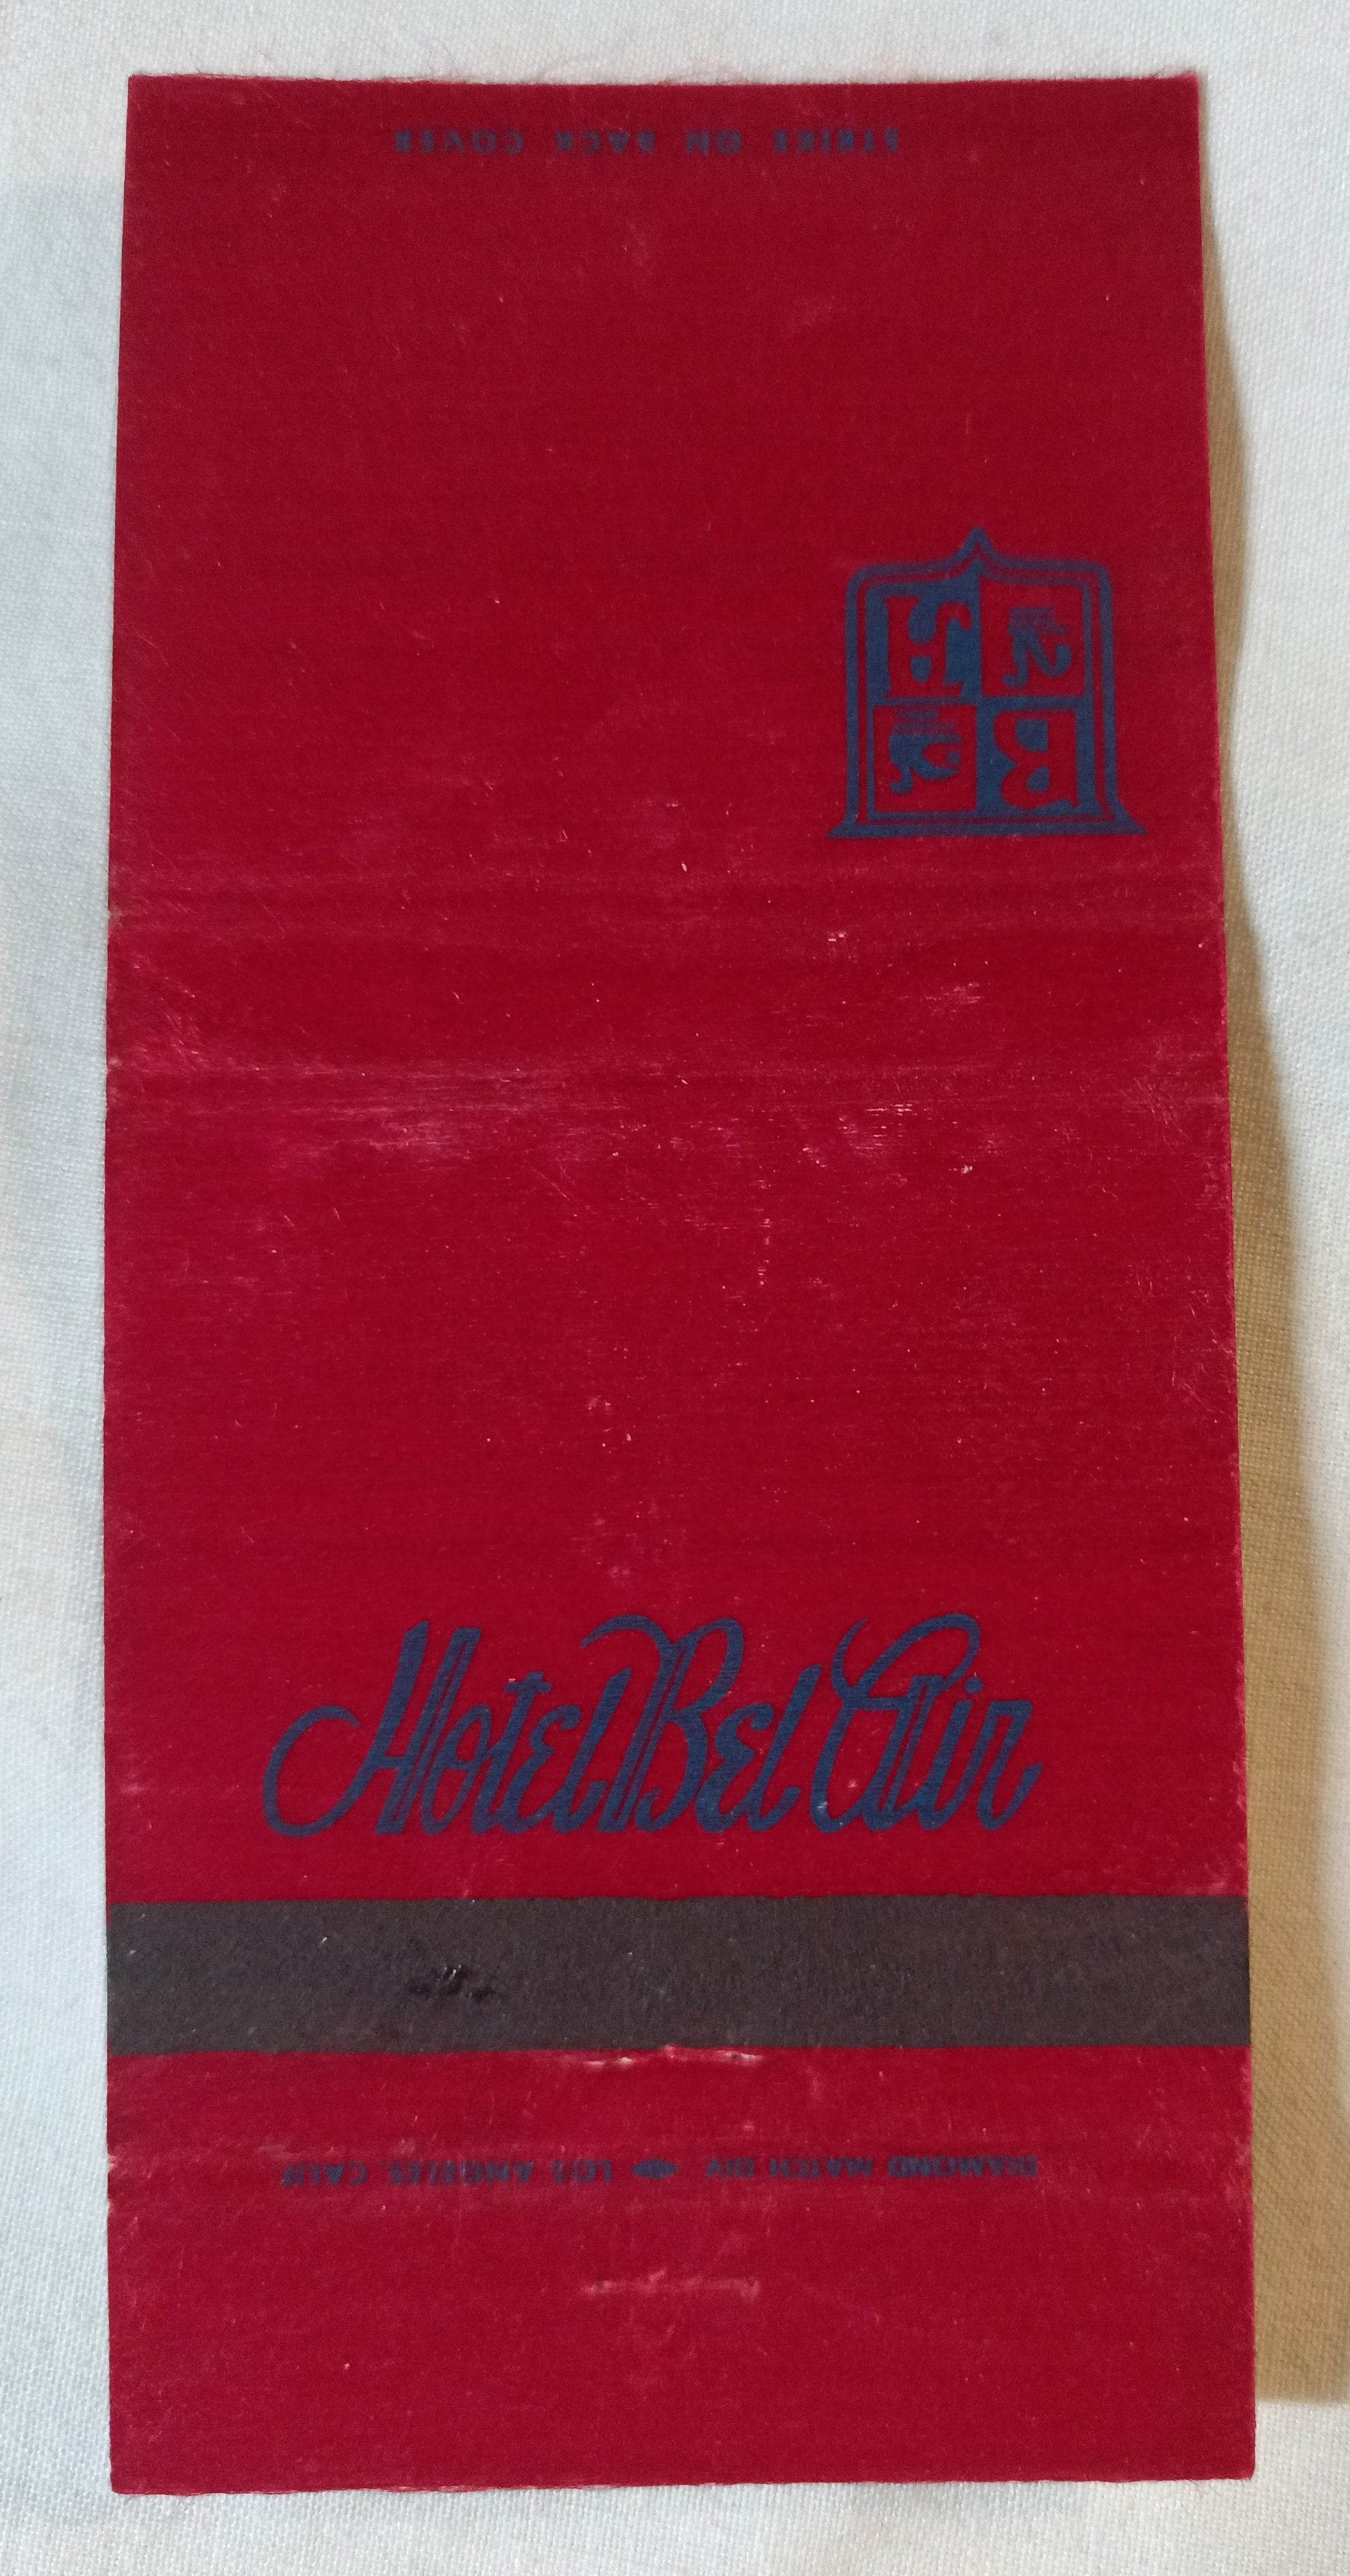 STRIKE ON BACK COVER
H
B
Hotel Bel Air
DIAMOND MATCH DIV. LOS ANGELES, CALIF.